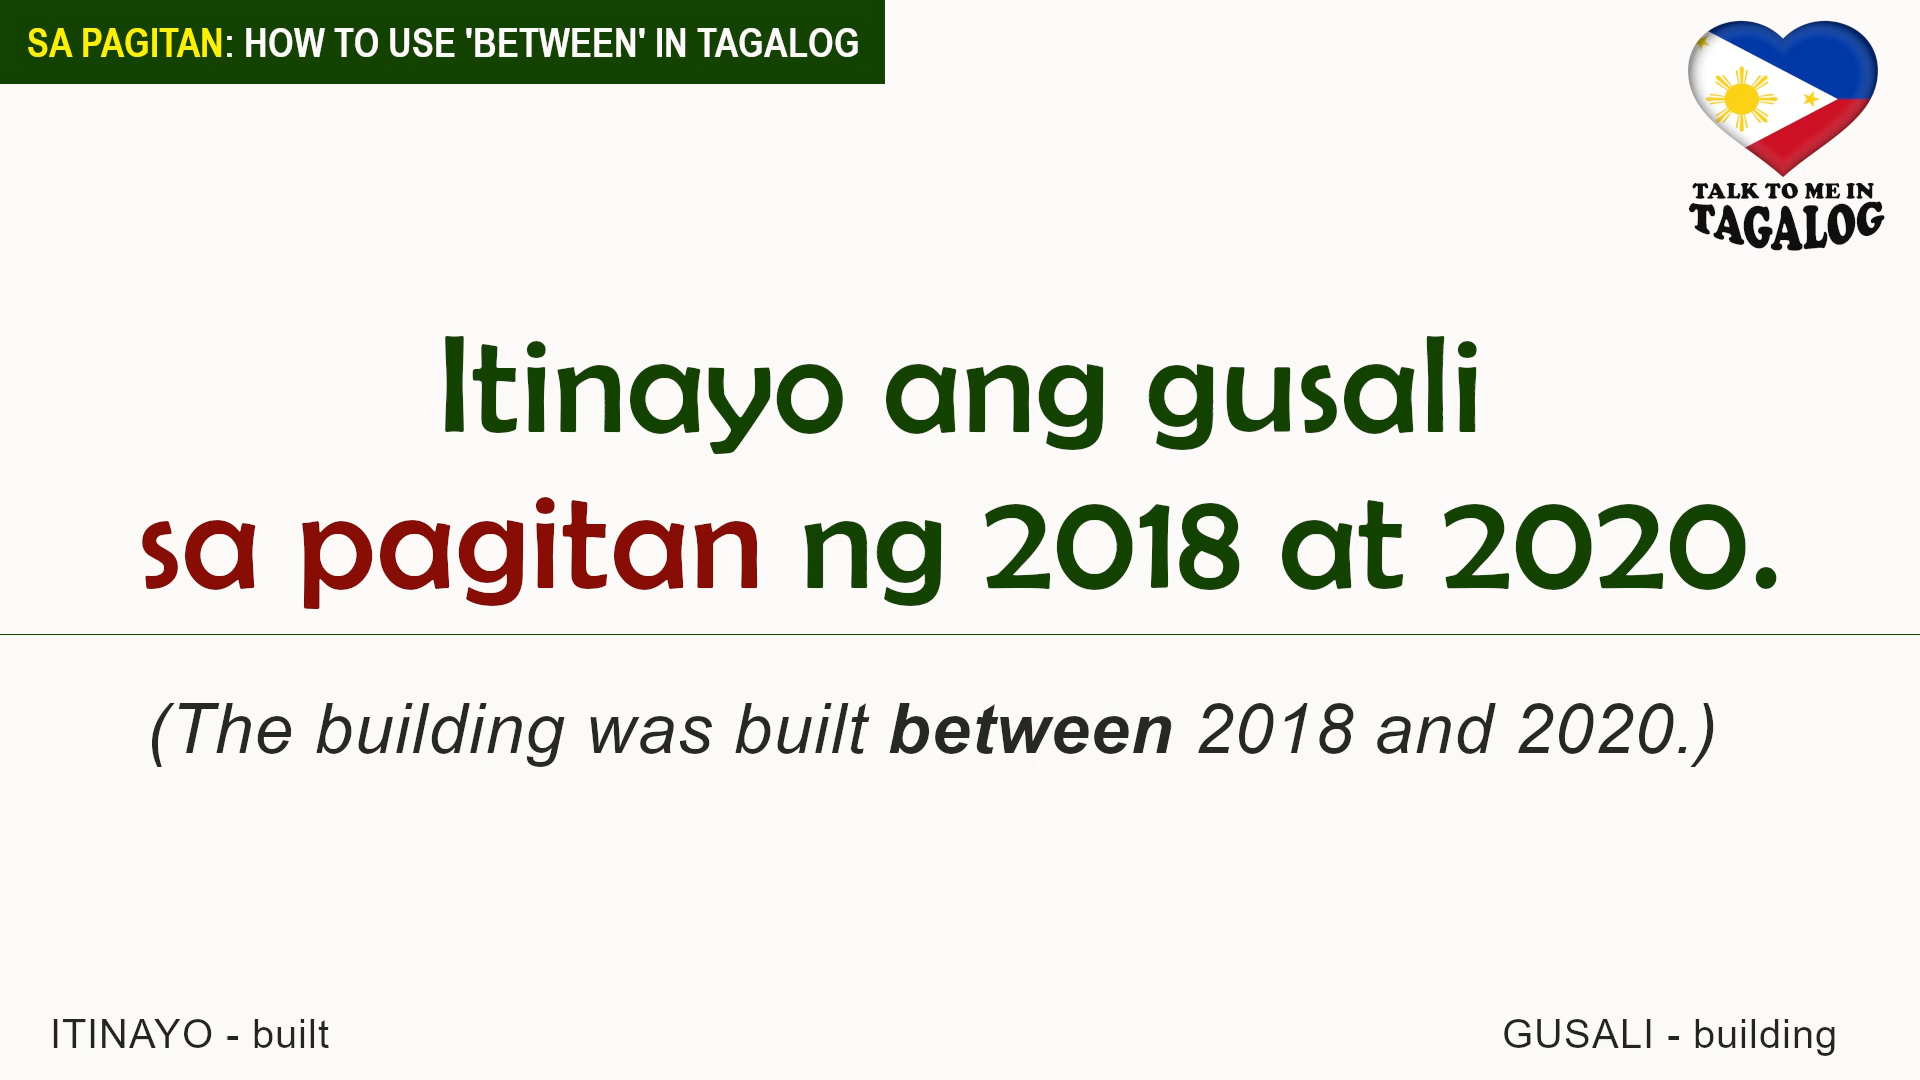 SA PAGITAN: HOW TO USE 'BETWEEN' IN TAGALOG
TALK TO ME IN
TAGALOG
Itinayo ang gusali
sa pagitan ng 2018 at 2020.
(The building was built between 2018 and 2020.)
ITINAYO - built
GUSALI - building